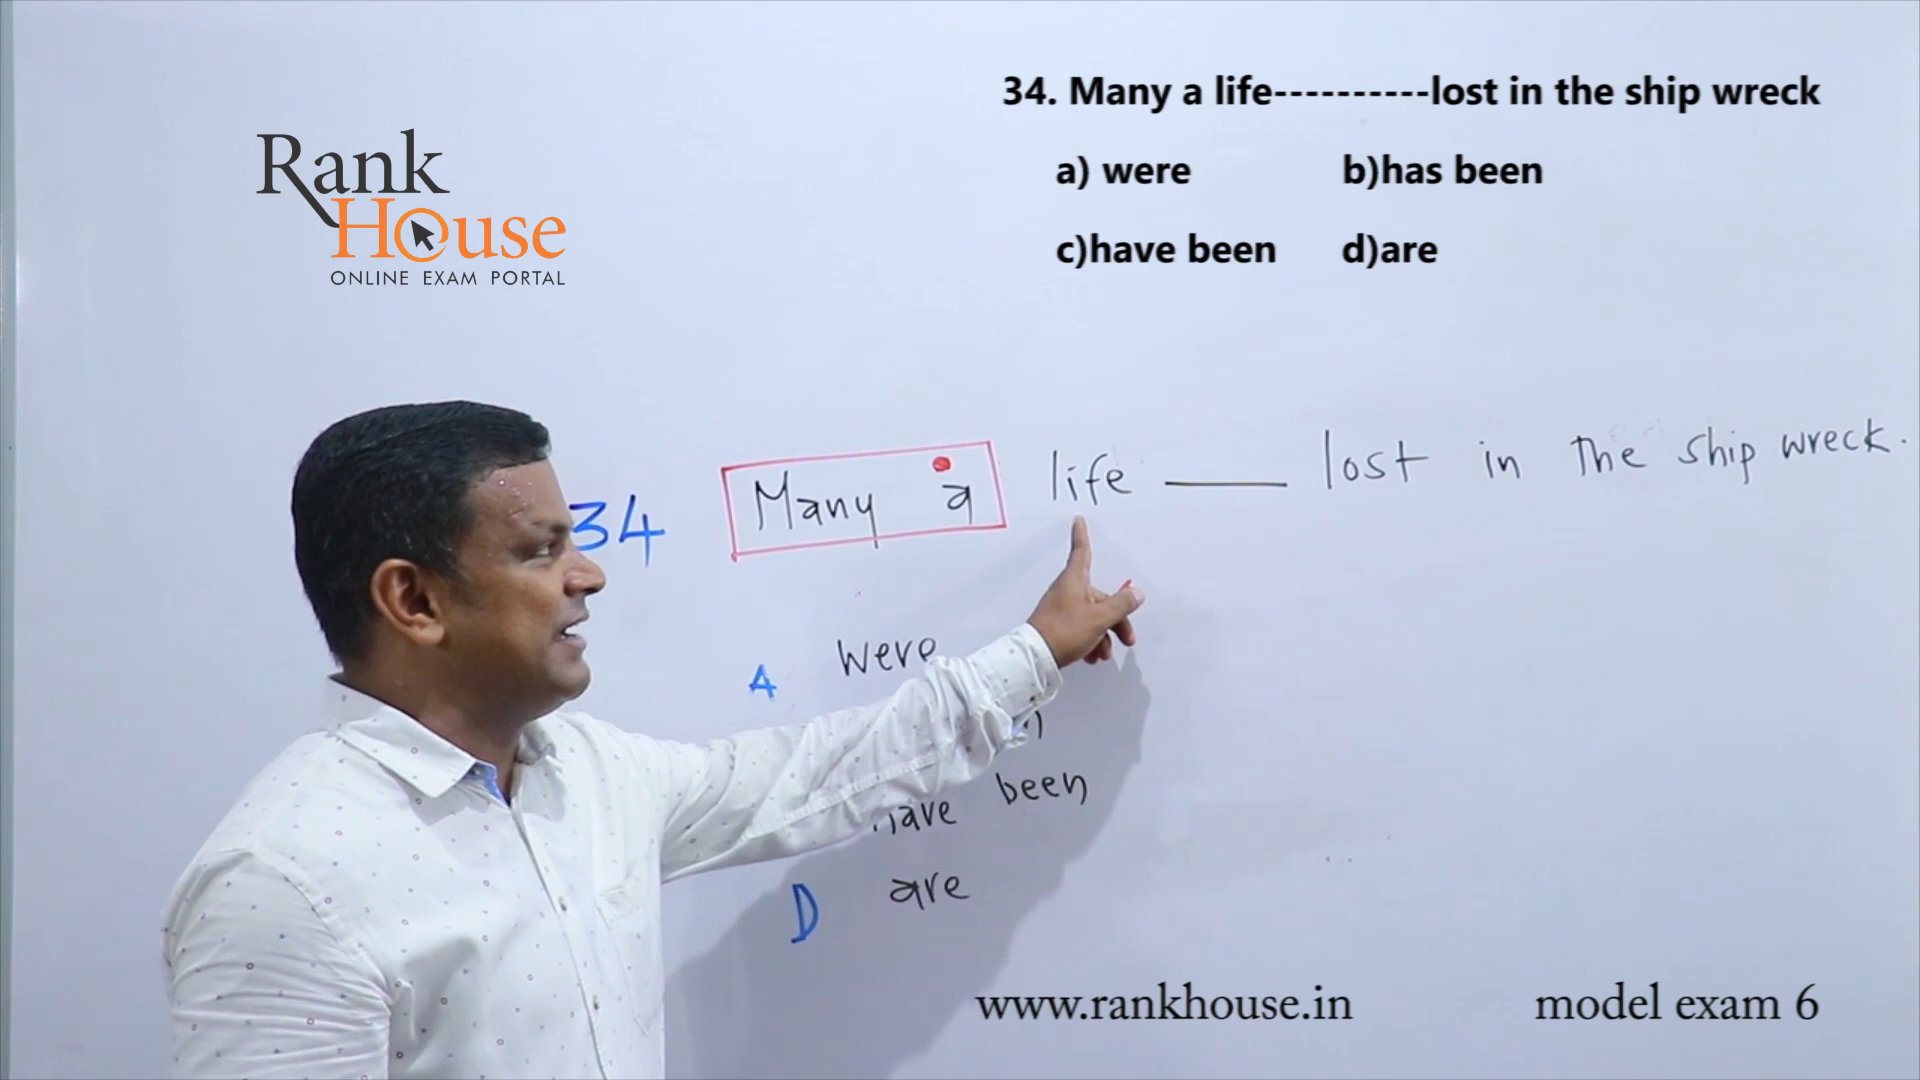 34. Many a life----------lost in the ship wreck
a) were b)has been
c)have been d)are
Rank
House
ONLINE EXAM PORTAL
34 Many a life ____ lost in the ship wreck.
A were
been
D are
www.rankhouse.in model exam 6